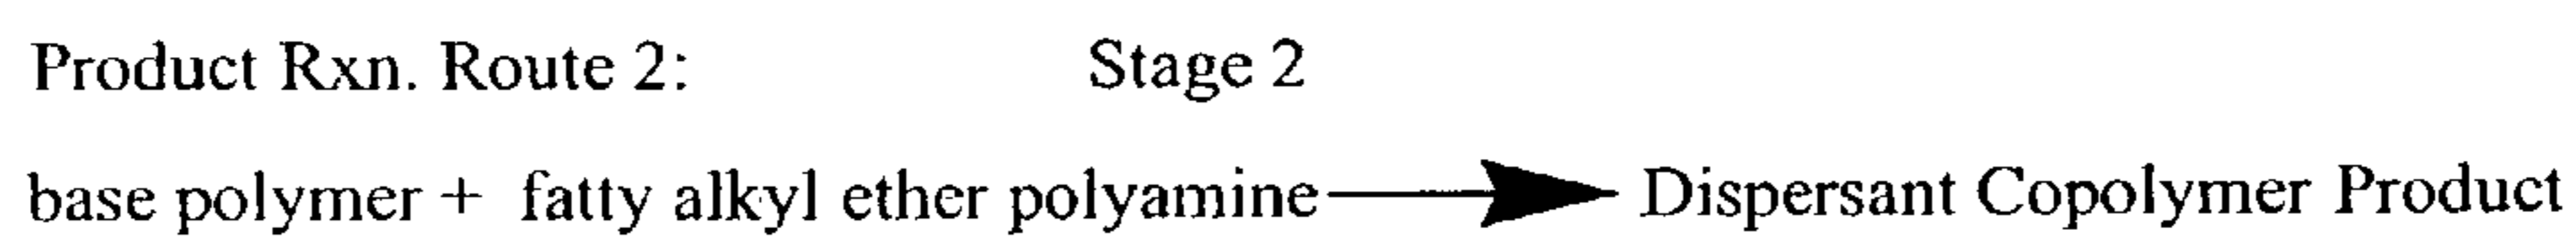 Product Rxn. Route 2: Stage 2
base polymer + fatty alkyl ether polyamine → Dispersant Copolymer Product